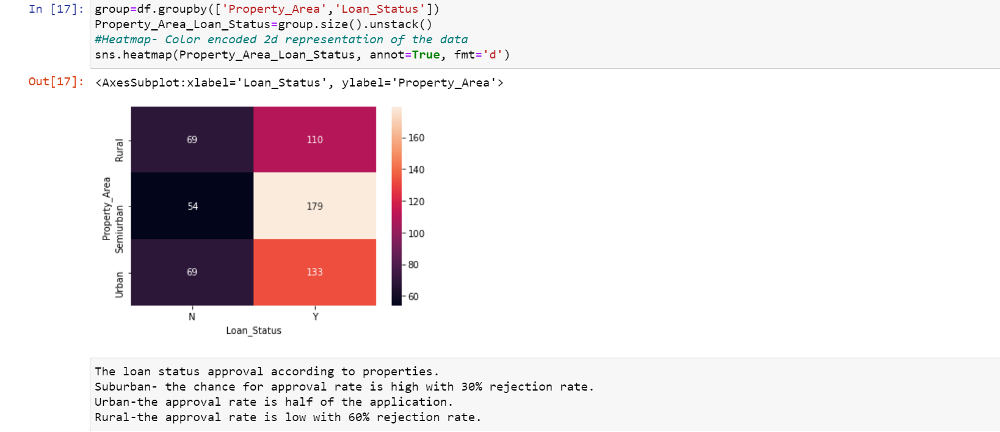 In [17]: group=df.groupby(['Property_Area','Loan_Status'])
Property_Area_Loan_Status=group.size().unstack()
#Heatmap- Color encoded 2d representation of the data
sns.heatmap(Property_Area_Loan_Status, annot=True, fmt='d')
Out[17]: <AxesSubplot:xlabel='Loan_Status', ylabel='Property_Area'>
Property_Area
Rural
Semiurban
Urban
69 110
54 179
69 133
160
140
120
100
80
60
N Y
Loan_Status
The loan status approval according to properties.
Suburban- the chance for approval rate is high with 30% rejection rate.
Urban-the approval rate is half of the application.
Rural-the approval rate is low with 60% rejection rate.